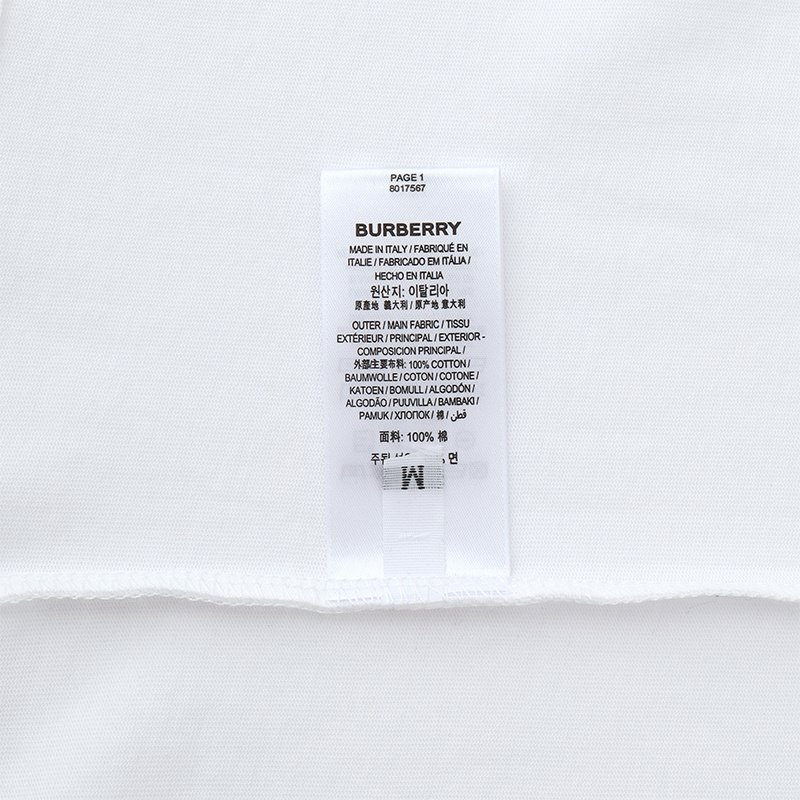 PAGE 1
8017567
BURBERRY
MADE IN ITALY / FABRIQUÉ EN
ITALIE / FABRICADO EM ITÁLIA /
HECHO EN ITALIA
원산지: 이탈리아
原產地 義大利 / 原产地 意大利
OUTER / MAIN FABRIC / TISSU
EXTÉRIEUR / PRINCIPAL / EXTERIOR -
COMPOSICION PRINCIPAL /
外部/主要布料: 100% COTTON /
BAUMWOLLE / COTON / COTONE /
KATOEN / BOMULL / ALGODÓN /
ALGODÃO / PUUVILLA / BAMBAKI /
PAMUK / ХЛОПОК / 棉 / قطن /
面料: 100% 棉
주된 % 면
M